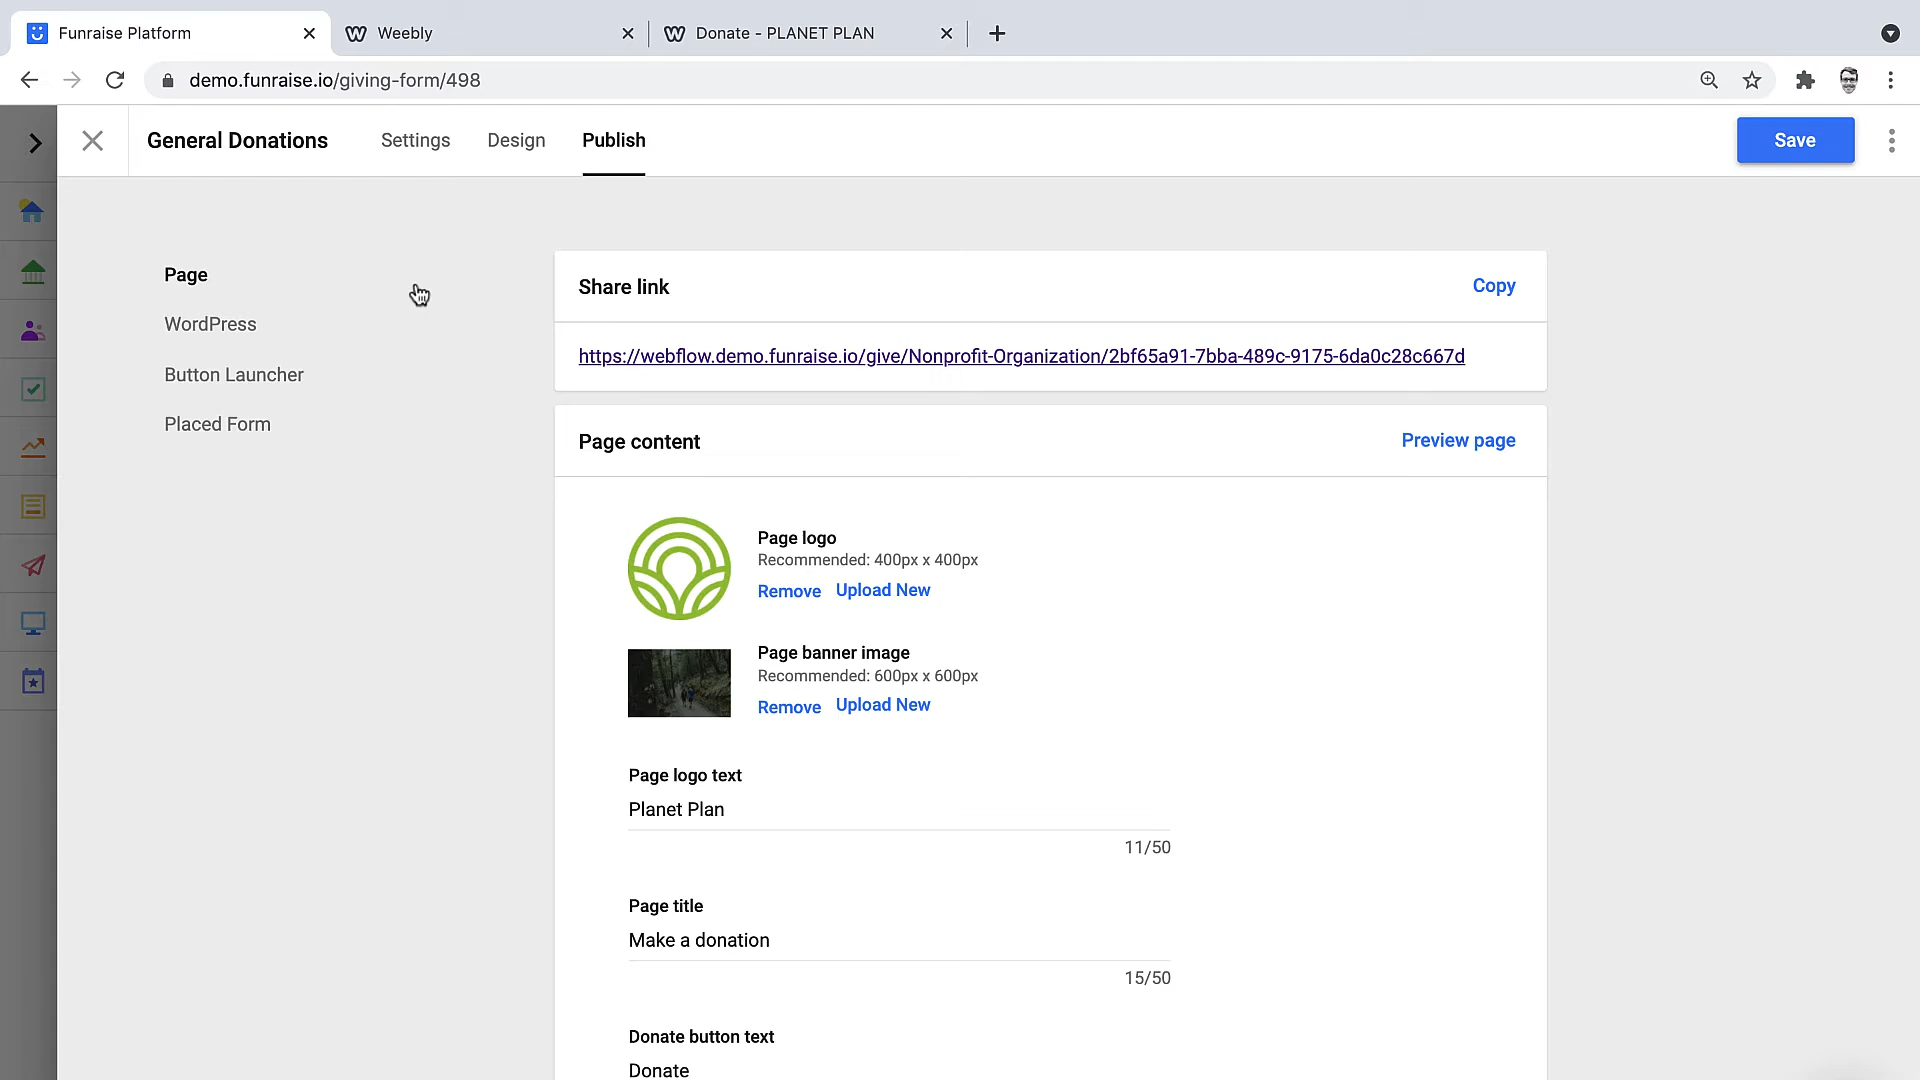 Funraise Platform
Weebly
Donate - PLANET PLAN
demo.funraise.io/giving-form/498
General Donations
Settings
Design
Publish
Save
Page
WordPress
Button Launcher
Placed Form
Share link
Copy
https://webflow.demo.funraise.io/give/Nonprofit-Organization/2bf65a91-7bba-489c-9175-6da0c28c667d
Page content
Preview page
Page logo
Recommended: 400px x 400px
Remove
Upload New
Page banner image
Recommended: 600px x 600px
Remove
Upload New
Page logo text
Planet Plan
11/50
Page title
Make a donation
15/50
Donate button text
Donate